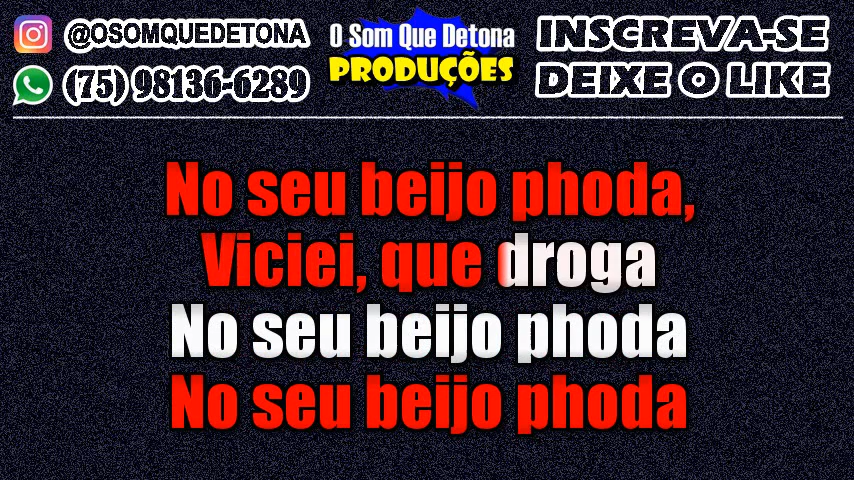 @OSOMQUEDETONA
(75) 98136-6289
O Som Que Detona
PRODUÇÕES
INSCREVA-SE
DEIXE O LIKE
No seu beijo phoda,
Viciei, que droga
No seu beijo phoda
No seu beijo phoda